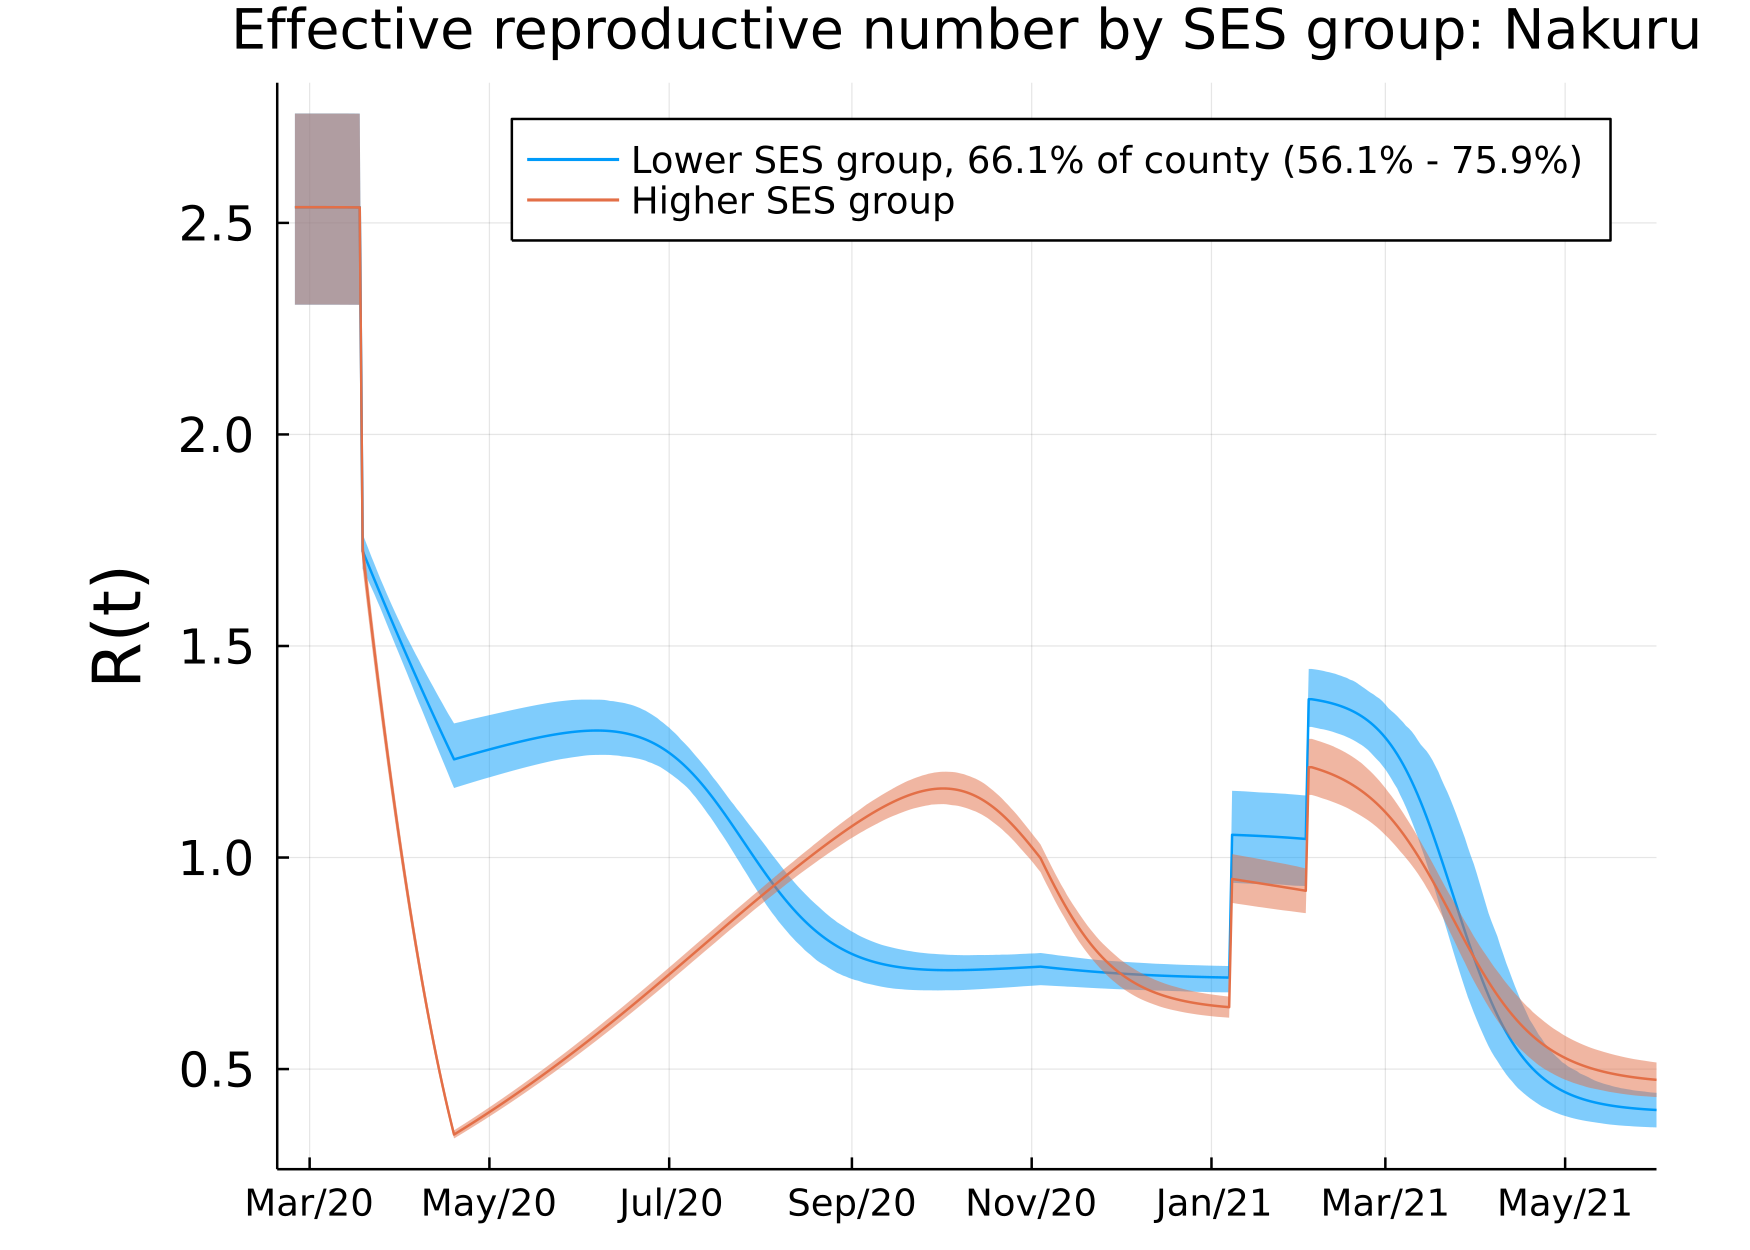 Effective reproductive number by SES group: Nakuru
Lower SES group, 66.1% of county (56.1% - 75.9%)
Higher SES group
R(t)
2.5
2.0
1.5
1.0
0.5
Mar/20 May/20 Jul/20 Sep/20 Nov/20 Jan/21 Mar/21 May/21